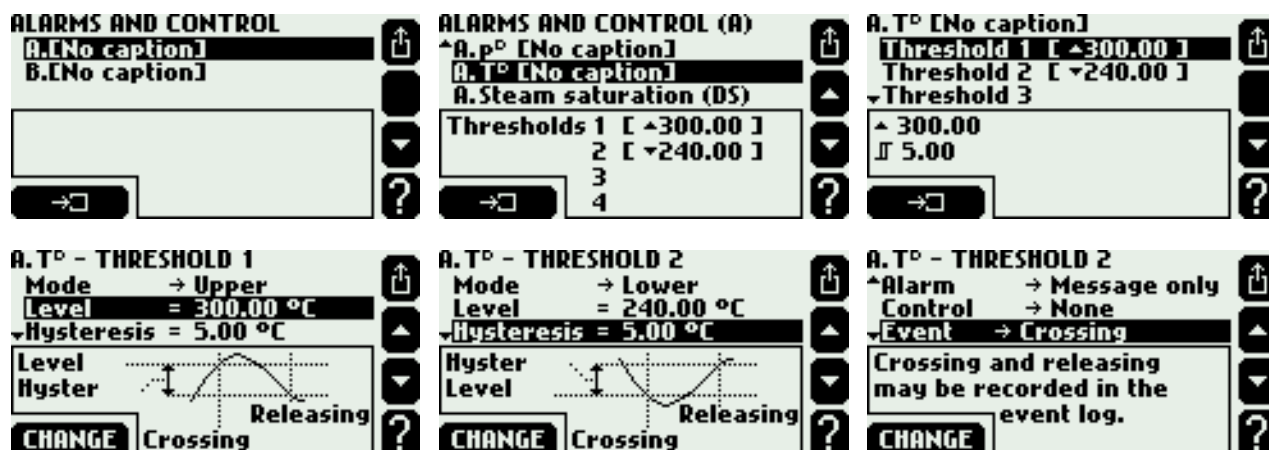 ALARMS AND CONTROL
A.[No caption]
B.[No caption]
ALARMS AND CONTROL (A)
A.pᴰ [No caption]
A.Tᴰ [No caption]
A.Steam saturation (DS)
Thresholds 1 [ ▲300.00 ]
2 [ ▼240.00 ]
3
4
A.Tᴰ [No caption]
Threshold 1 [ ▲300.00 ]
Threshold 2 [ ▼240.00 ]
Threshold 3
▲ 300.00
5.00
?
?
?
A.Tᴰ - THRESHOLD 1
Mode → Upper
Level = 300.00 ºC
Hysteresis = 5.00 ºC
Level
Hyster
Releasing
CHANGE Crossing
?
A.Tᴰ - THRESHOLD 2
Mode → Lower
Level = 240.00 ºC
Hysteresis = 5.00 ºC
Hyster
Level
Releasing
CHANGE Crossing
?
A.Tᴰ - THRESHOLD 2
Alarm → Message only
Control → None
Event → Crossing
Crossing and releasing
may be recorded in the
event log.
CHANGE
?